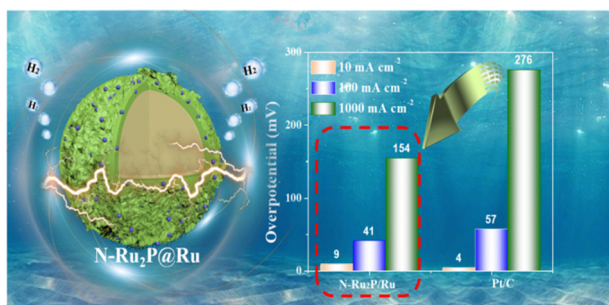 H₂
H₂
H₂
H₂
N-Ru₂P@Ru
Overpotential (mV)
300
200
100
0
10 mA cm⁻²
100 mA cm⁻²
1000 mA cm⁻²
9
41
154
4
57
276
N-Ru₂P/Ru
Pt/C